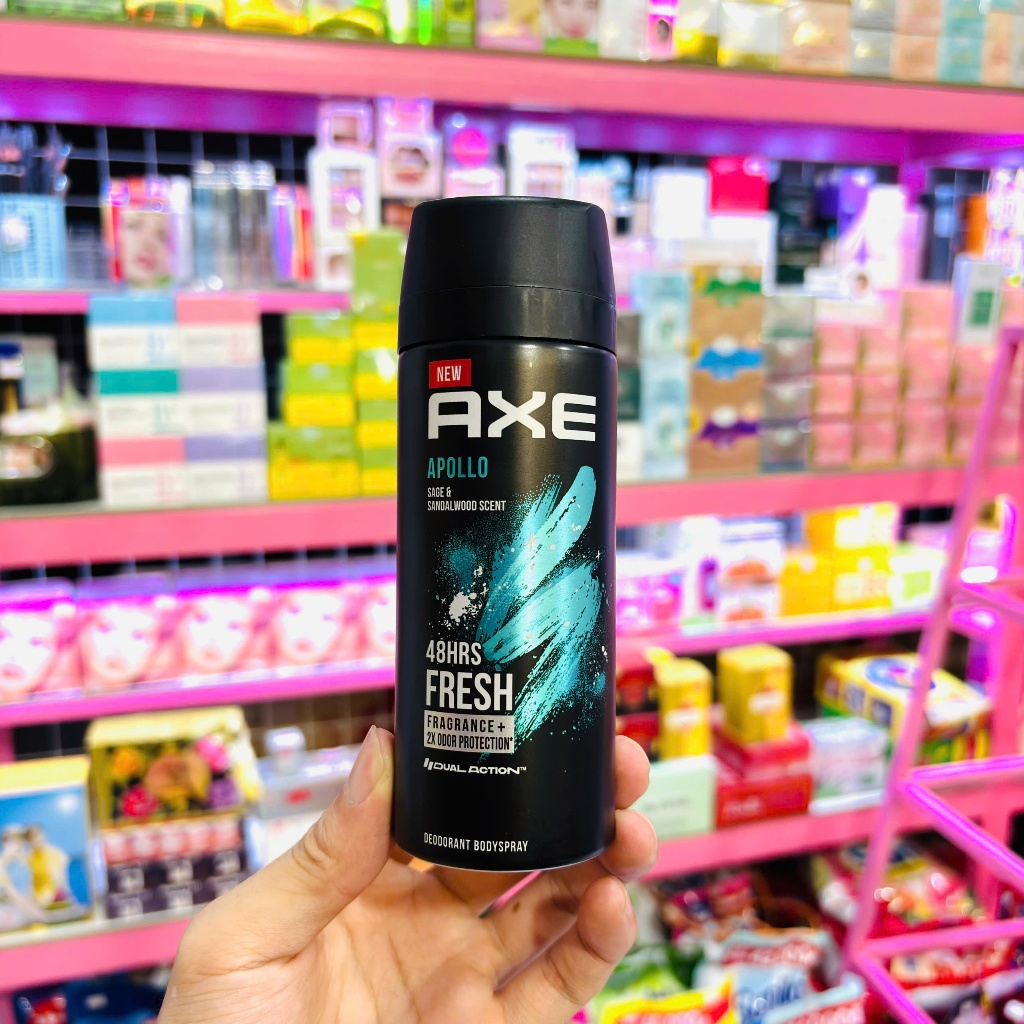 NEW
AXE
APOLLO
SAGE &
SANDALWOOD SCENT
48HRS
FRESH
FRAGRANCE +
2X ODOR PROTECTION*
DUAL ACTION™
DEODORANT BODYSPRAY